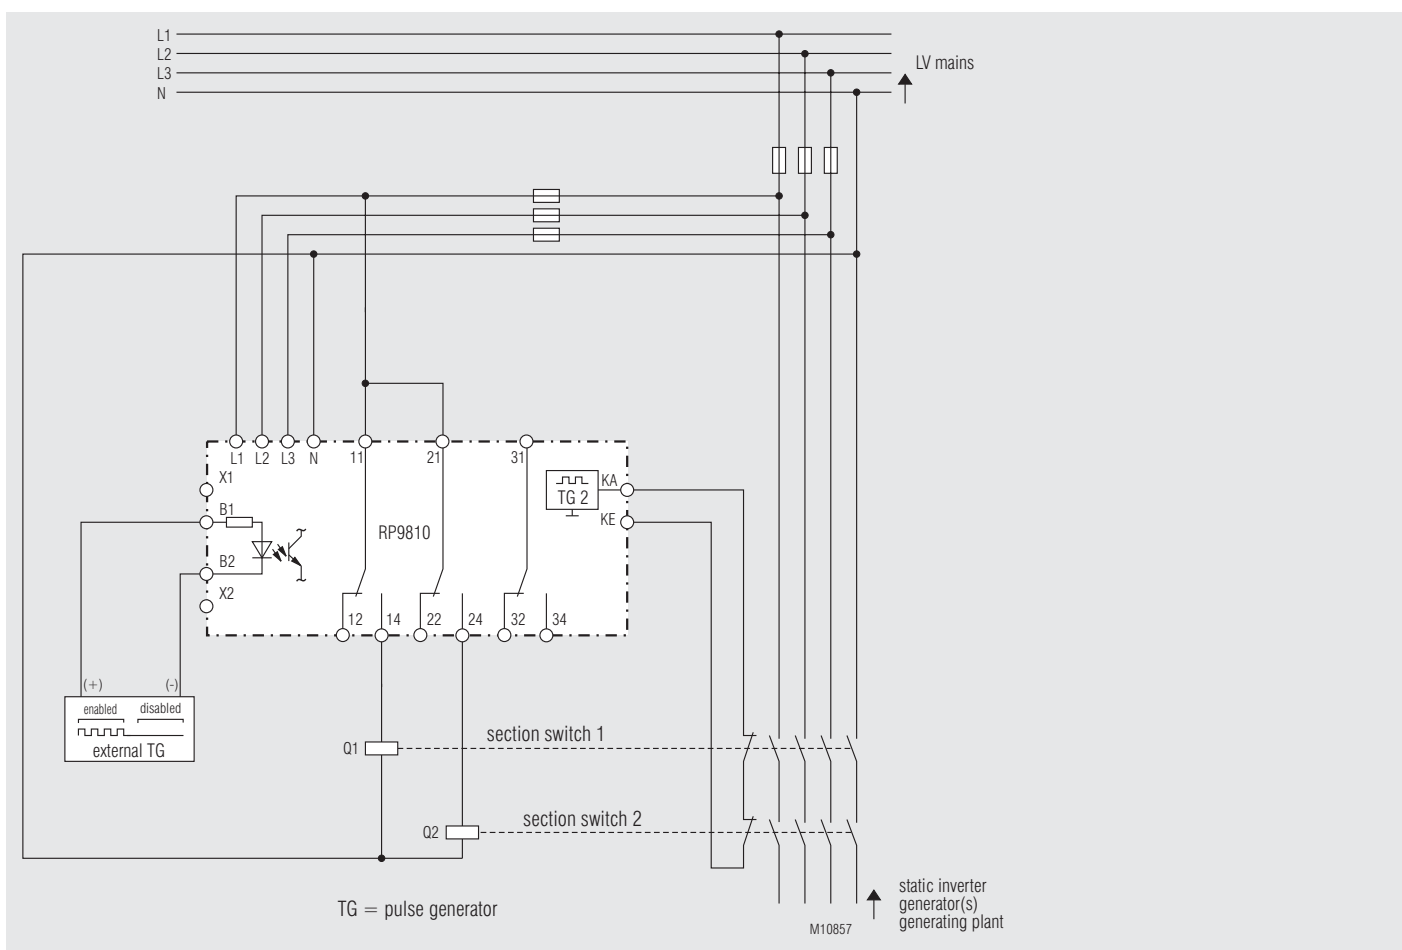 L1
L2
L3
N
LV mains
L1 L2 L3 N 11 21 31
X1
KA
TG 2
B1
KE
RP9810
B2
X2
12 14 22 24 32 34
(+) (-)
enabled disabled
external TG
section switch 1
Q1
section switch 2
Q2
static inverter
generator(s)
generating plant
TG = pulse generator
M10857